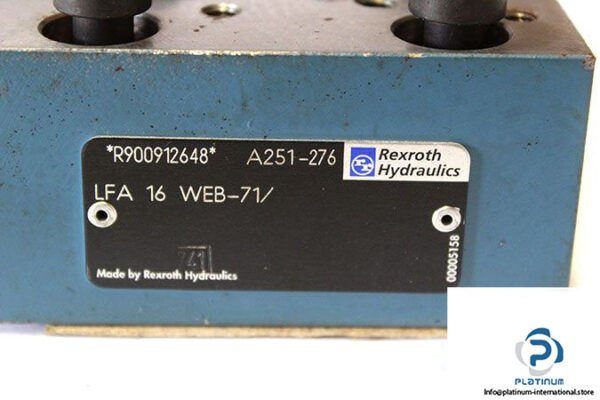 *R900912648* A251-276 Rexroth
Hydraulics
LFA 16 WEB-71/
741
Made by Rexroth Hydraulics
00005158
PLATINUM
Info@platinum-international.store